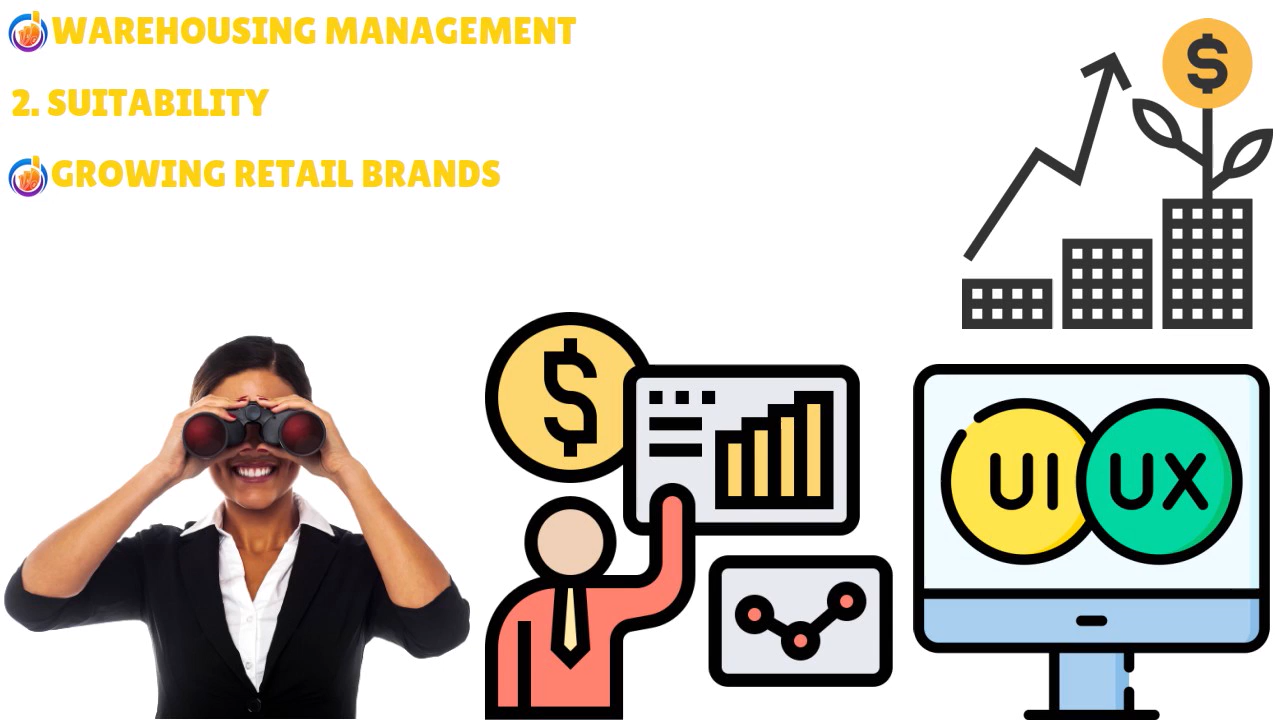 WAREHOUSING MANAGEMENT
2. SUITABILITY
GROWING RETAIL BRANDS
$
$
UI UX